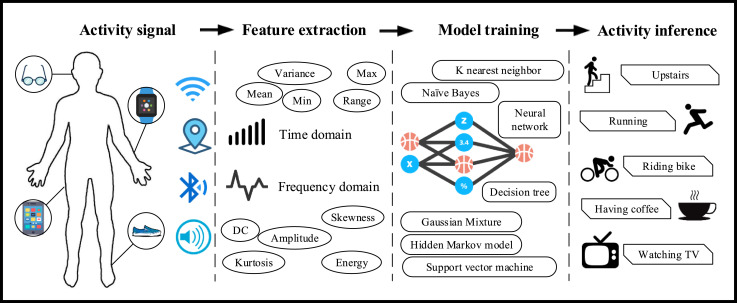 Activity signal
Feature extraction
Model training
Activity inference
Variance
Max
Mean
Min
Range
Time domain
Frequency domain
Skewness
DC
Amplitude
Kurtosis
Energy
K nearest neighbor
Naïve Bayes
Neural
network
Z
3.4
X
%
Decision tree
Gaussian Mixture
Hidden Markov model
Support vector machine
Upstairs
Running
Riding bike
Having coffee
Watching TV